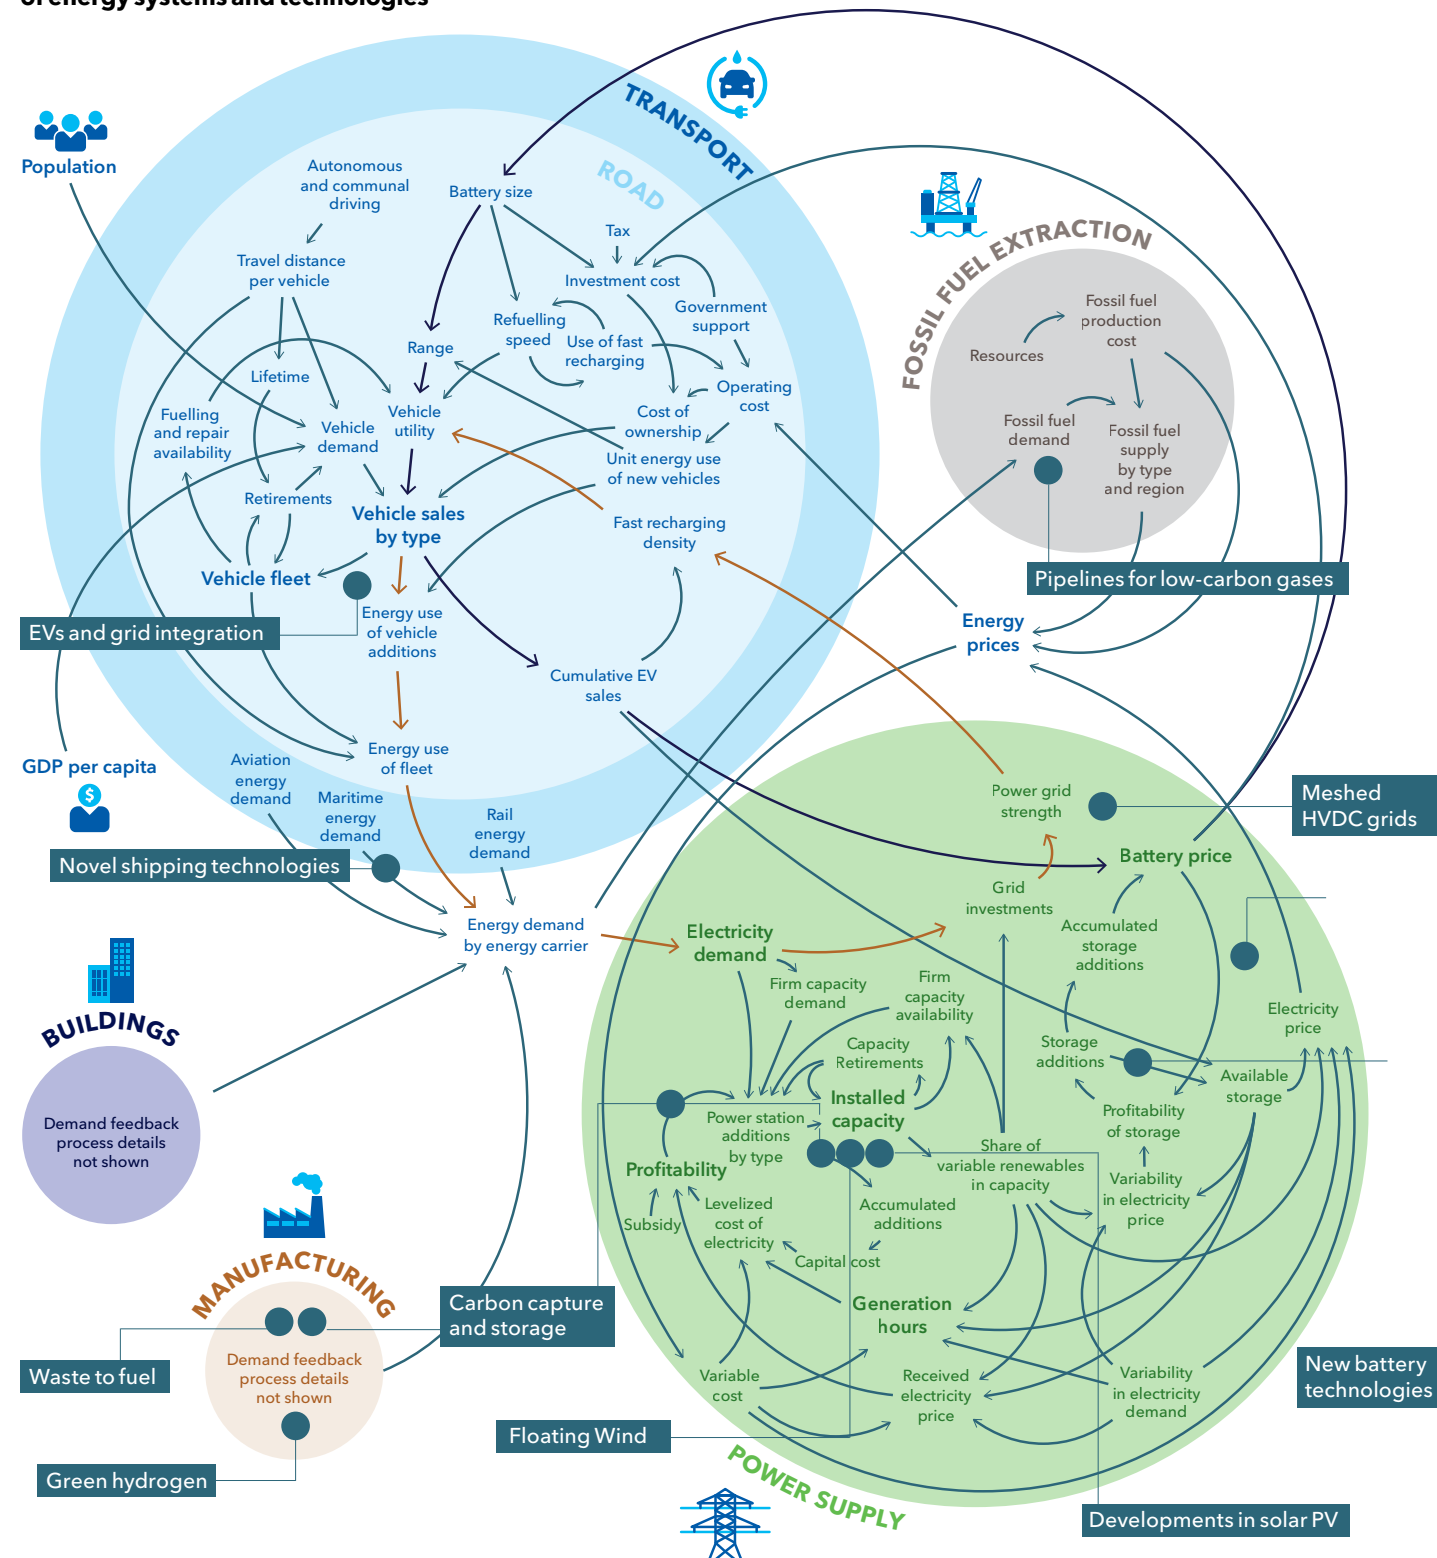 of energy systems and technologies
TRANSPORT
ROAD
Population
Autonomous
and communal
driving
Battery size
Tax
Travel distance
per vehicle
Investment cost
Government
support
Refuelling
speed
Use of fast
recharging
Range
Lifetime
Operating
cost
Fuelling
and repair
availability
Vehicle
demand
Vehicle
utility
Cost of
ownership
Unit energy use
of new vehicles
Retirements
Vehicle sales
by type
Fast recharging
density
Vehicle fleet
EVs and grid integration
Energy use
of vehicle
additions
Cumulative EV
sales
GDP per capita
Energy use
of fleet
Aviation
energy
demand
Maritime
energy
demand
Rail
energy
demand
Novel shipping technologies
Energy demand
by energy carrier
FOSSIL FUEL EXTRACTION
Fossil fuel
production
cost
Resources
Fossil fuel
demand
Fossil fuel
supply
by type
and region
Pipelines for low-carbon gases
Energy
prices
Power grid
strength
Meshed
HVDC grids
Battery price
Grid
investments
Accumulated
storage
additions
Electricity
demand
Firm capacity
demand
Firm
capacity
availability
Electricity
price
Capacity
Retirements
Storage
additions
Available
storage
Installed
capacity
Power station
additions
by type
Profitability
of storage
Share of
variable renewables
in capacity
Profitability
Variability
in electricity
price
Subsidy
Levelized
cost of
electricity
Accumulated
additions
Capital cost
Generation
hours
Variable
cost
Received
electricity
price
Variability
in electricity
demand
New battery
technologies
POWER SUPPLY
Developments in solar PV
BUILDINGS
Demand feedback
process details
not shown
MANUFACTURING
Demand feedback
process details
not shown
Carbon capture
and storage
Waste to fuel
Floating Wind
Green hydrogen